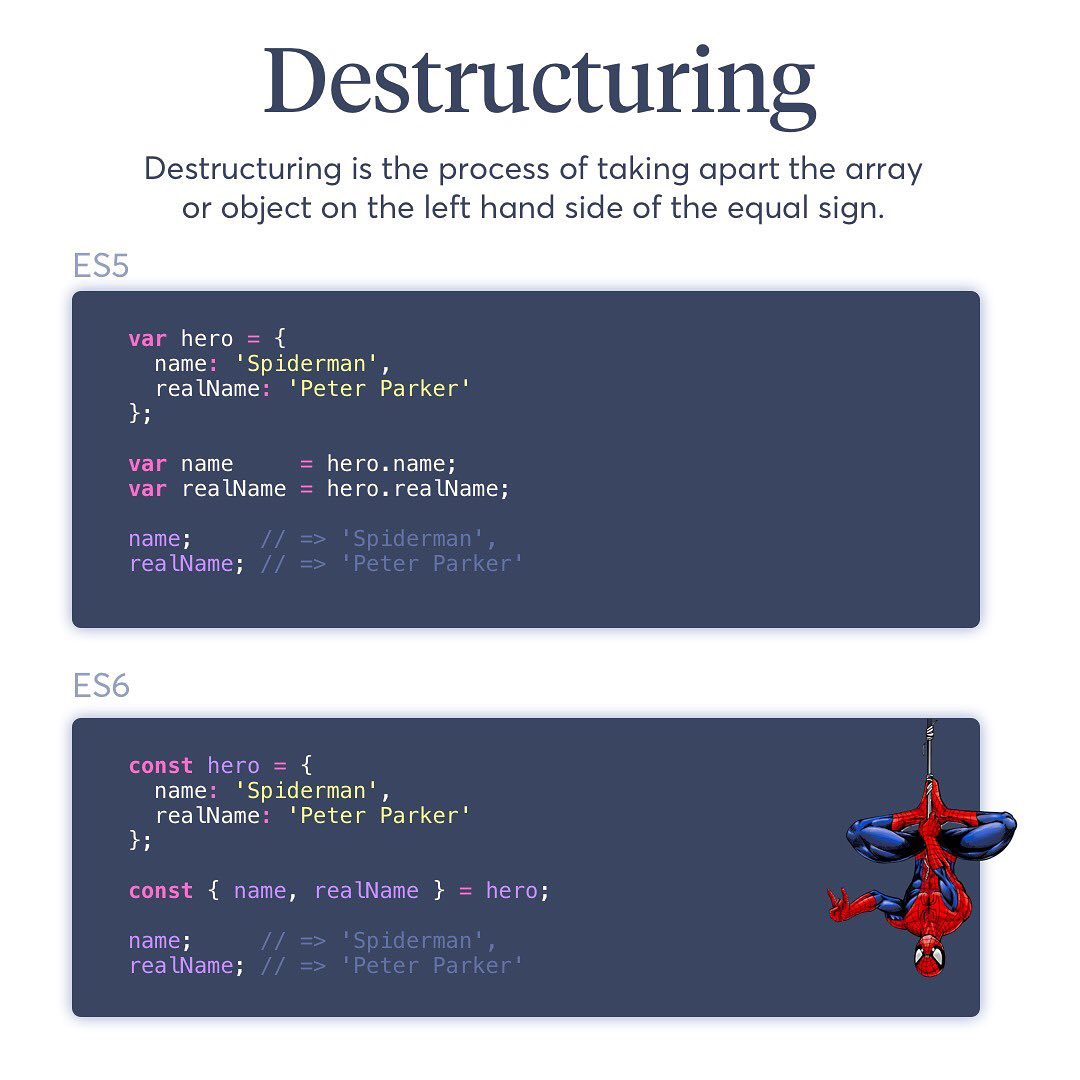 Destructuring
Destructuring is the process of taking apart the array
or object on the left hand side of the equal sign.
ES5
var hero = {
  name: 'Spiderman',
  realName: 'Peter Parker'
};
var name     = hero.name;
var realName = hero.realName;
name;     // => 'Spiderman',
realName; // => 'Peter Parker'
ES6
const hero = {
  name: 'Spiderman',
  realName: 'Peter Parker'
};
const { name, realName } = hero;
name;     // => 'Spiderman',
realName; // => 'Peter Parker'